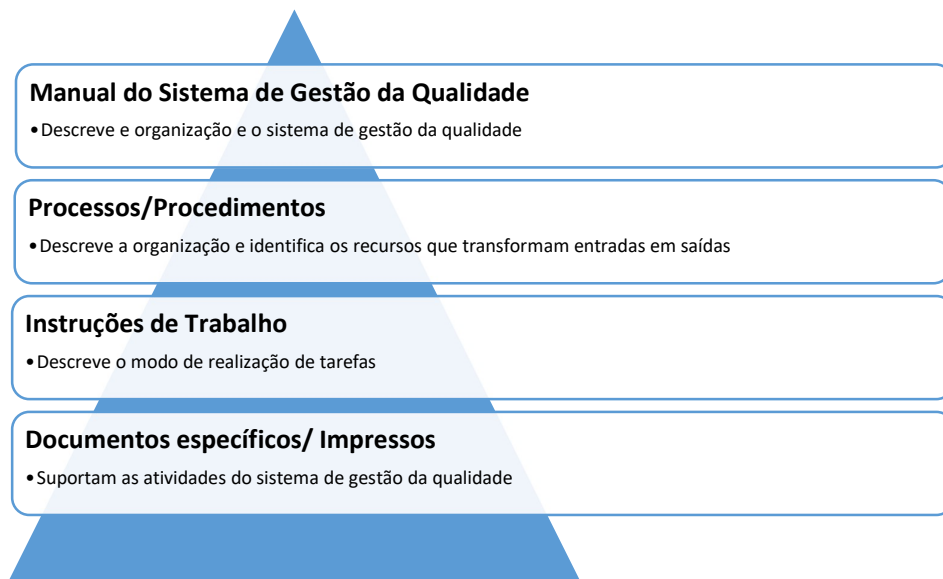 Manual do Sistema de Gestão da Qualidade
•Descreve e organização e o sistema de gestão da qualidade
Processos/Procedimentos
•Descreve a organização e identifica os recursos que transformam entradas em saídas
Instruções de Trabalho
•Descreve o modo de realização de tarefas
Documentos específicos/ Impressos
•Suportam as atividades do sistema de gestão da qualidade